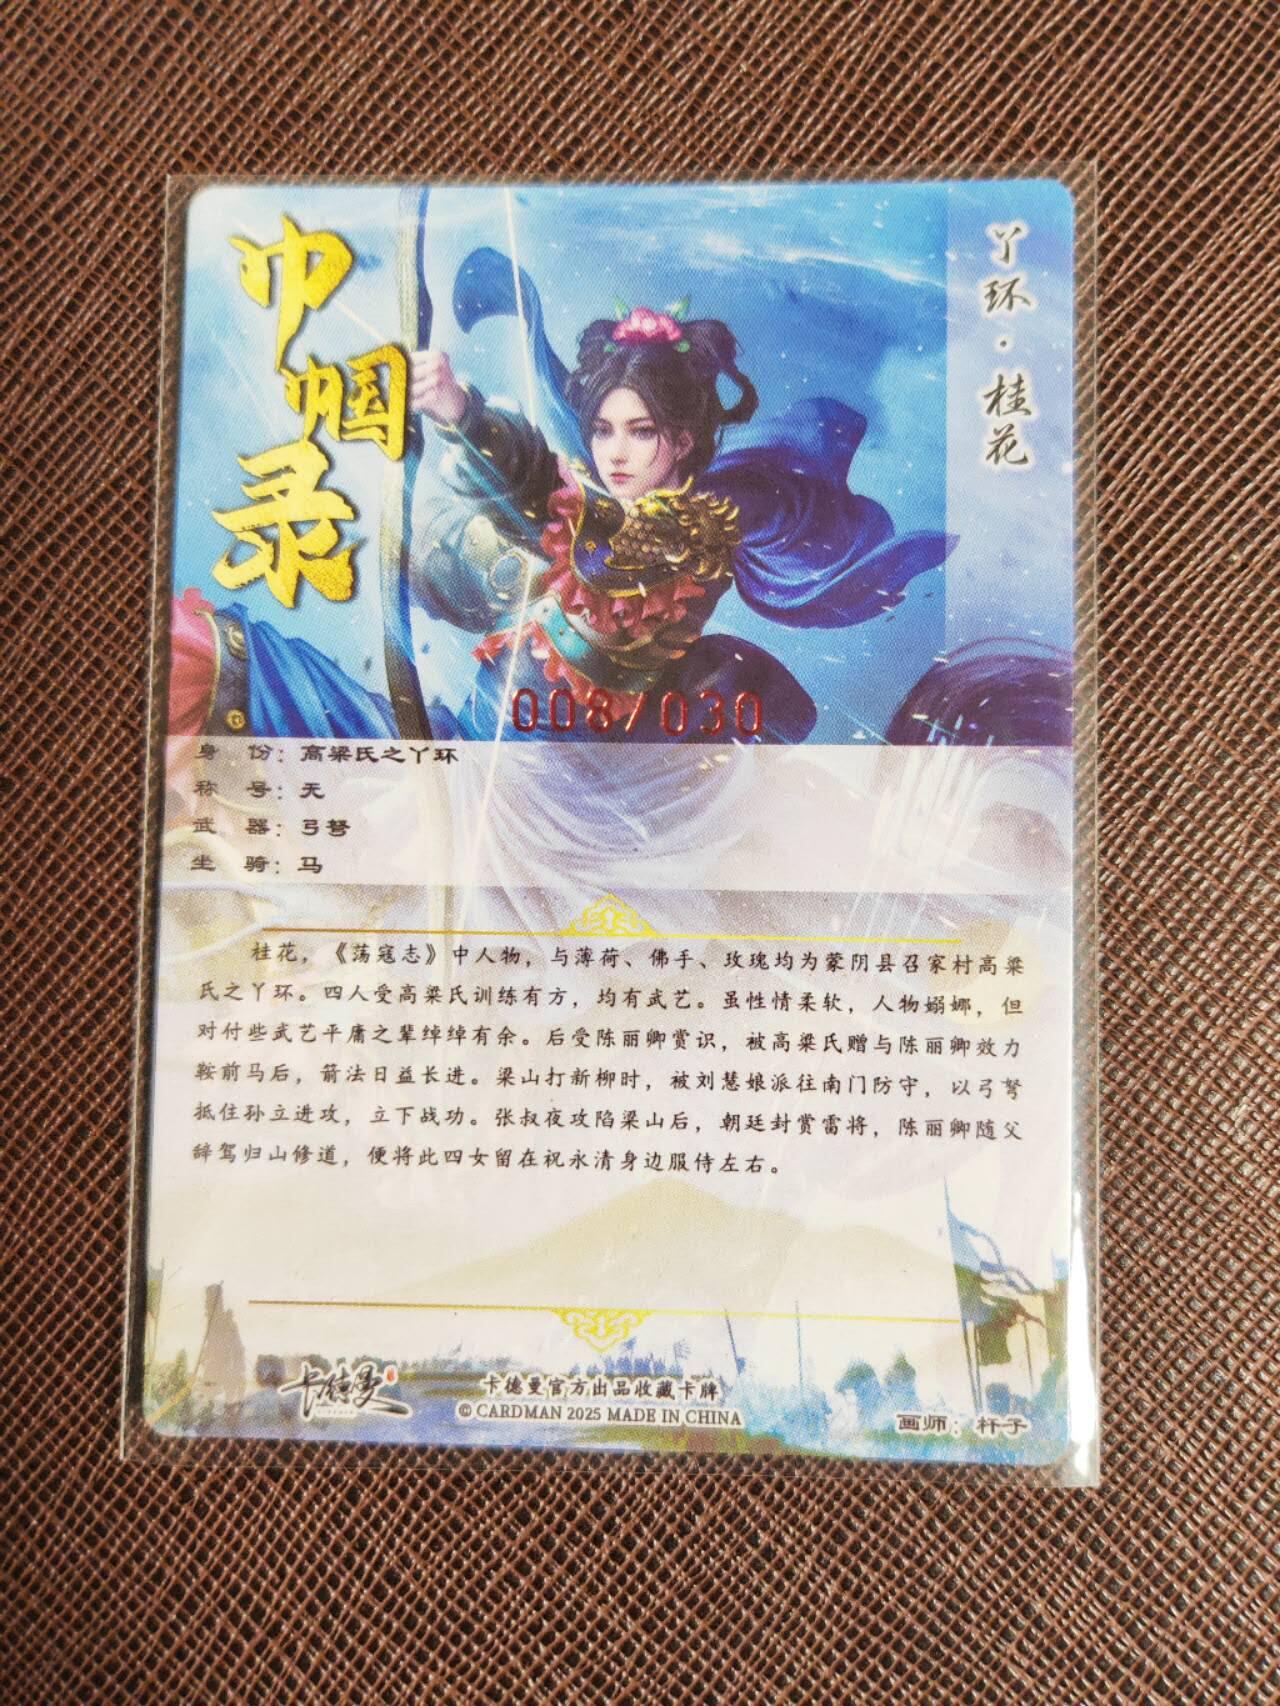 巾帼录
丫环·桂花
008/030
身 份：高梁氏之丫环
称 号：无
武 器：弓弩
坐 骑：马
桂花，《荡寇志》中人物，与薄荷、佛手、玫瑰均为蒙阴县召家村高梁
氏之丫环。四人受高梁氏训练有方，均有武艺。虽性情柔软，人物嫋娜，但
对付些武艺平庸之辈绰绰有余。后受陈丽卿赏识，被高梁氏赠与陈丽卿效力
鞍前马后，箭法日益长进。梁山打新柳时，被刘慧娘派往南门防守，以弓弩
抵住孙立进攻，立下战功。张叔夜攻陷梁山后，朝廷封赏雷将，陈丽卿随父
辞驾归山修道，便将此四女留在祝永清身边服侍左右。
卡德曼
卡德曼官方出品收藏卡牌
© CARDMAN 2025 MADE IN CHINA
画师：杆子